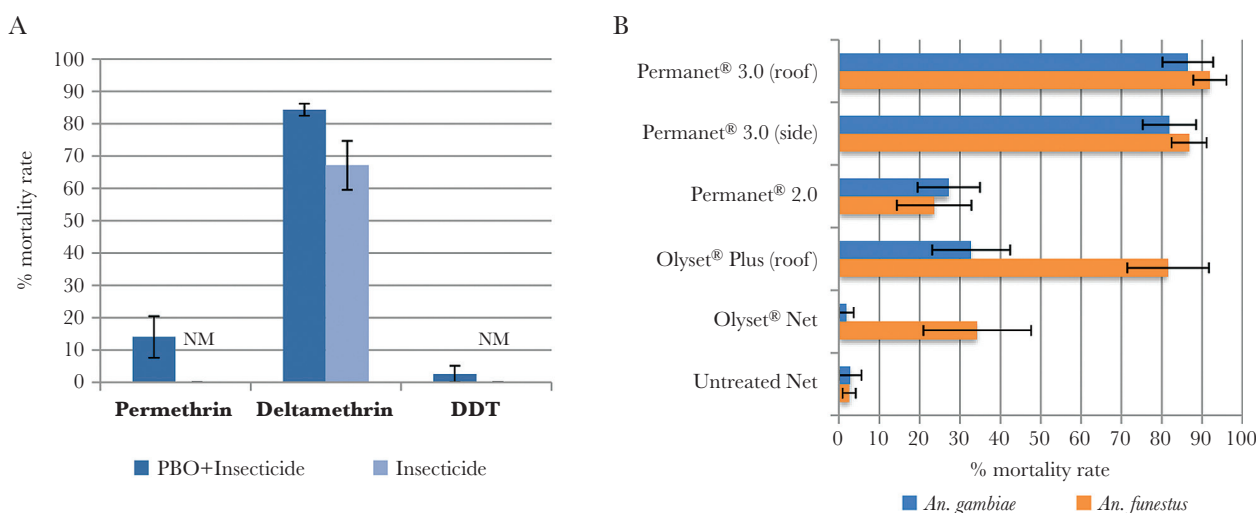 A
100
90
80
70
60
50
40
30
20
10
0
% mortality rate
NM
NM
Permethrin
Deltamethrin
DDT
PBO+Insecticide
Insecticide
B
Permanet® 3.0 (roof)
Permanet® 3.0 (side)
Permanet® 2.0
Olyset® Plus (roof)
Olyset® Net
Untreated Net
0 10 20 30 40 50 60 70 80 90 100
% mortality rate
An. gambiae
An. funestus